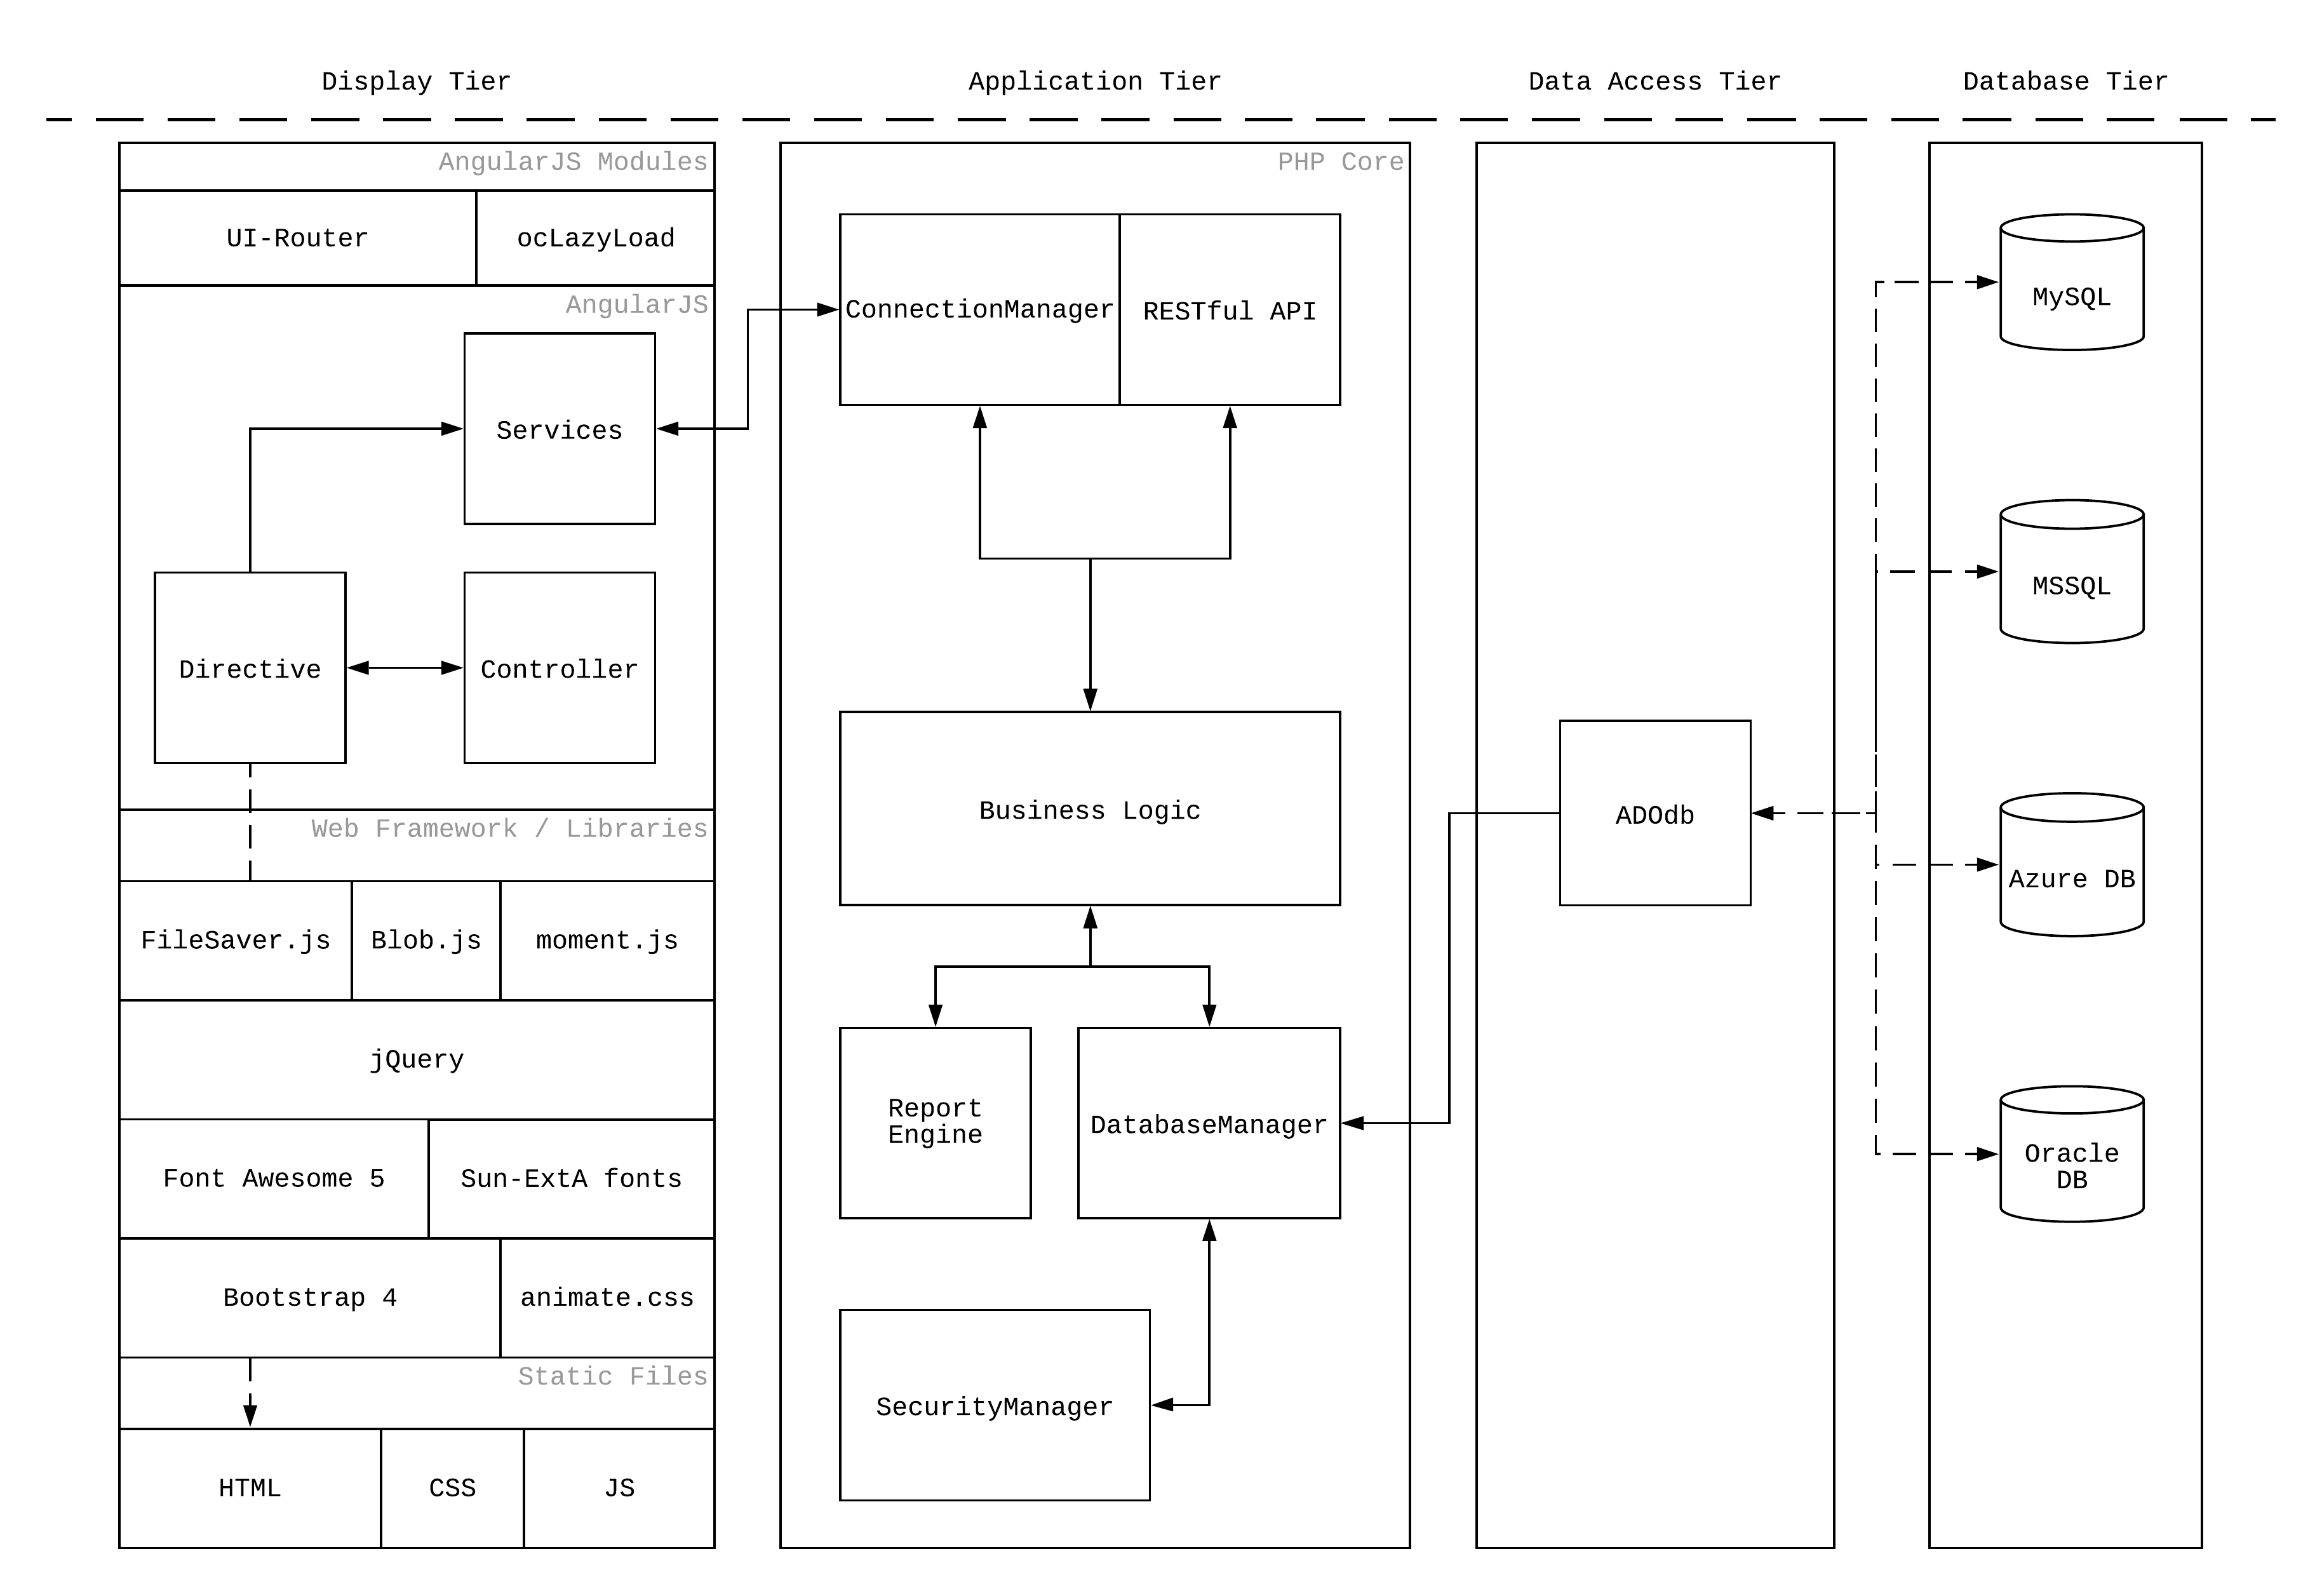 Display Tier
Application Tier
Data Access Tier
Database Tier
AngularJS Modules
UI-Router
ocLazyLoad
AngularJS
Services
Directive
Controller
Web Framework / Libraries
FileSaver.js
Blob.js
moment.js
jQuery
Font Awesome 5
Sun-ExtA fonts
Bootstrap 4
animate.css
Static Files
HTML
CSS
JS
PHP Core
ConnectionManager
RESTful API
Business Logic
Report
Engine
DatabaseManager
SecurityManager
ADOdb
MySQL
MSSQL
Azure DB
Oracle
DB